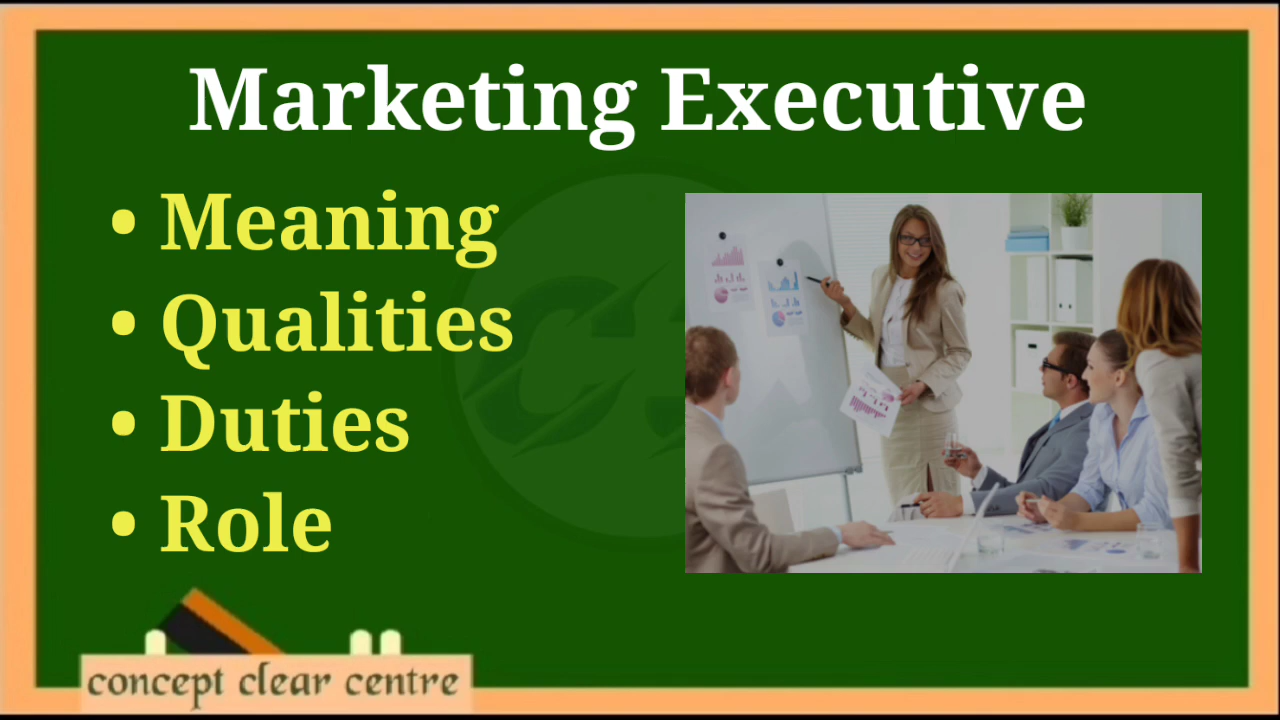 Marketing Executive
• Meaning
• Qualities
• Duties
• Role
concept clear centre